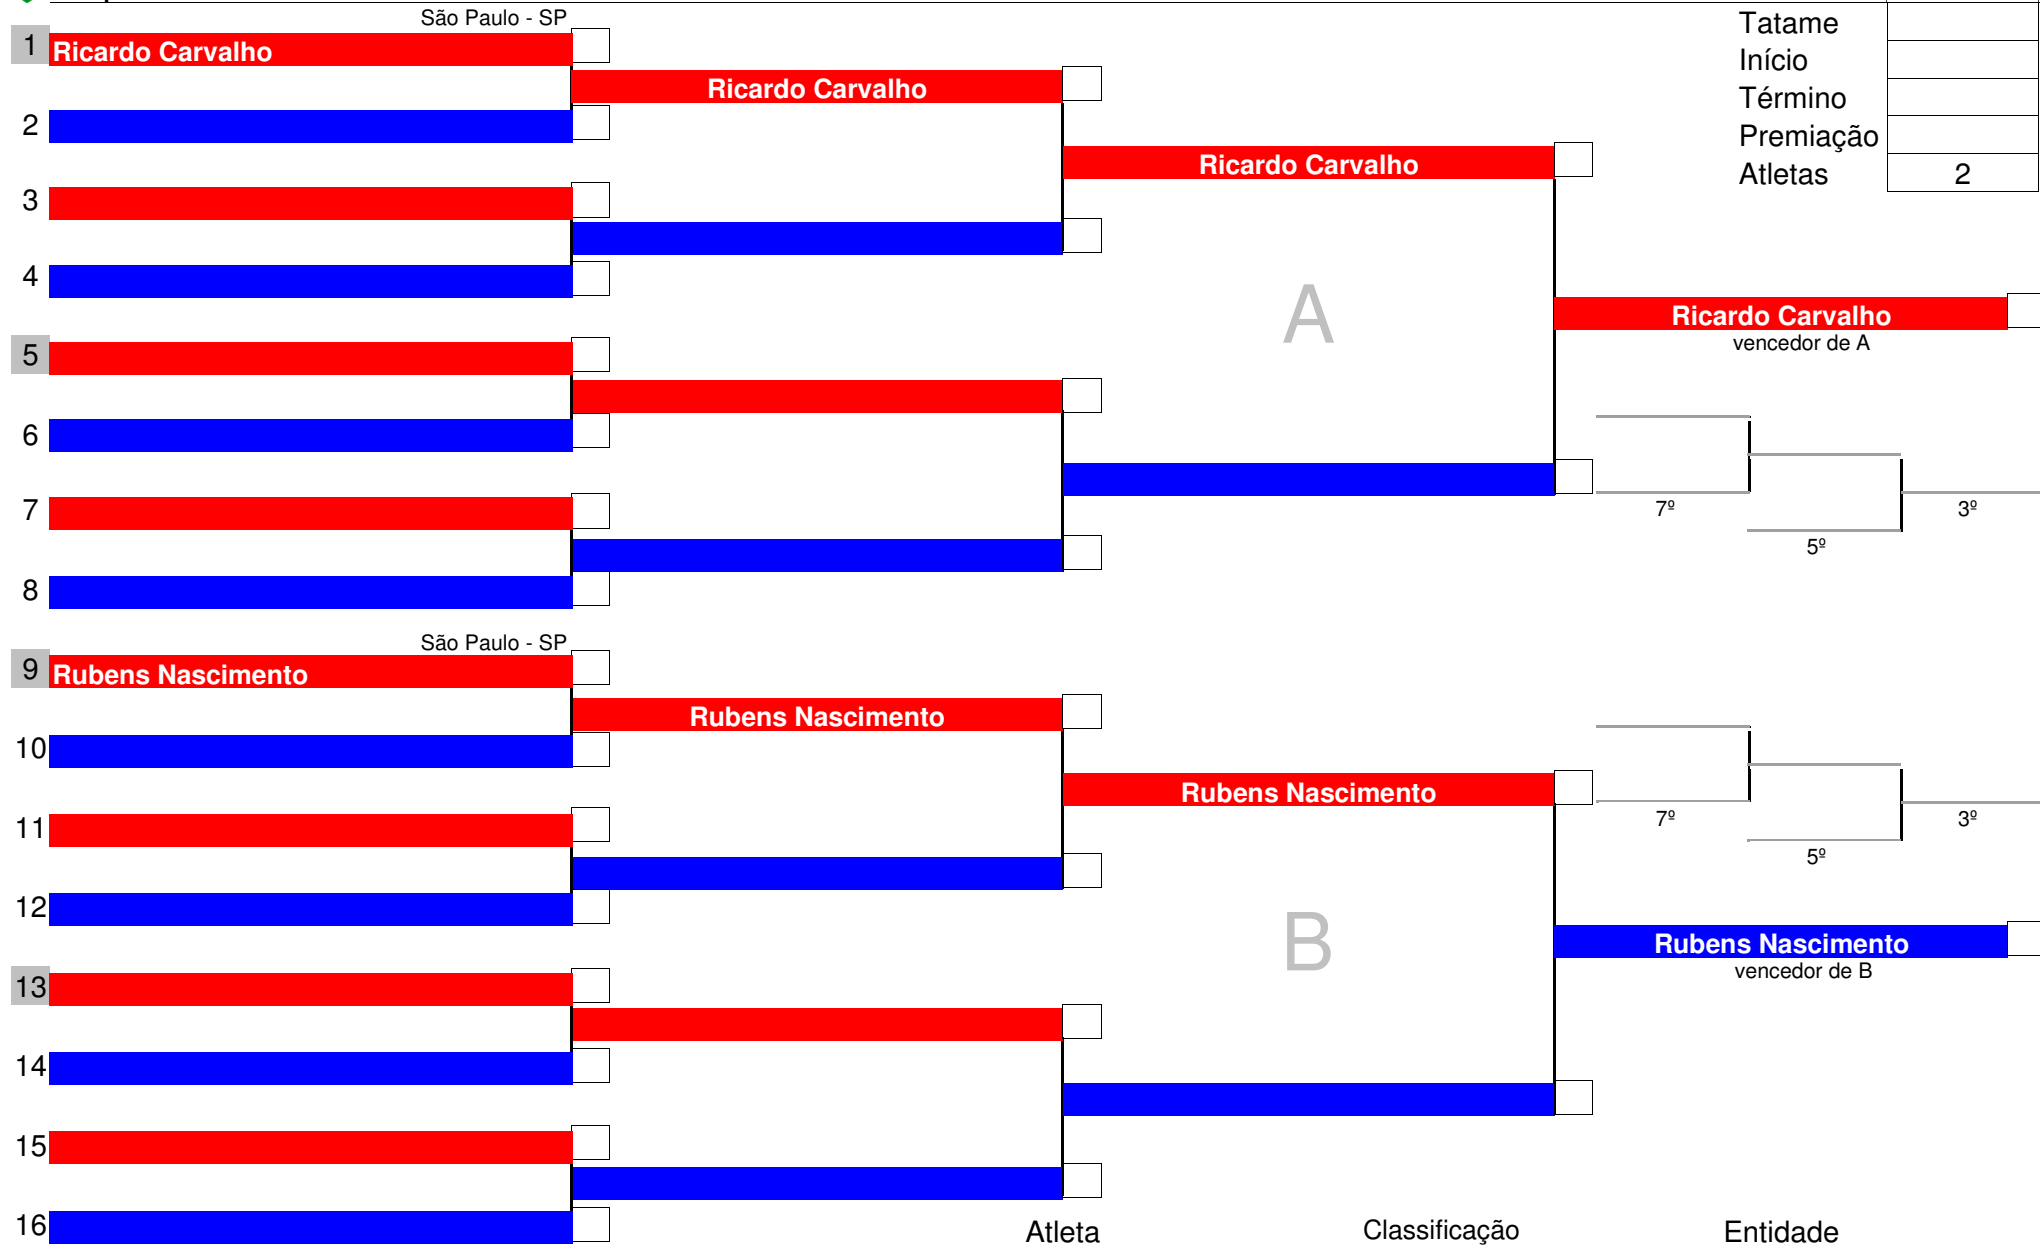 São Paulo - SP
Tatame
1 Ricardo Carvalho
Início
Ricardo Carvalho
Término
2
Premiação
Ricardo Carvalho
Atletas 2
3
4
A
Ricardo Carvalho
vencedor de A
5
6
7º
3º
7
5º
8
São Paulo - SP
9 Rubens Nascimento
Rubens Nascimento
10
Rubens Nascimento
7º
3º
11
5º
12
B
Rubens Nascimento
vencedor de B
13
14
15
16
Atleta Classificação Entidade